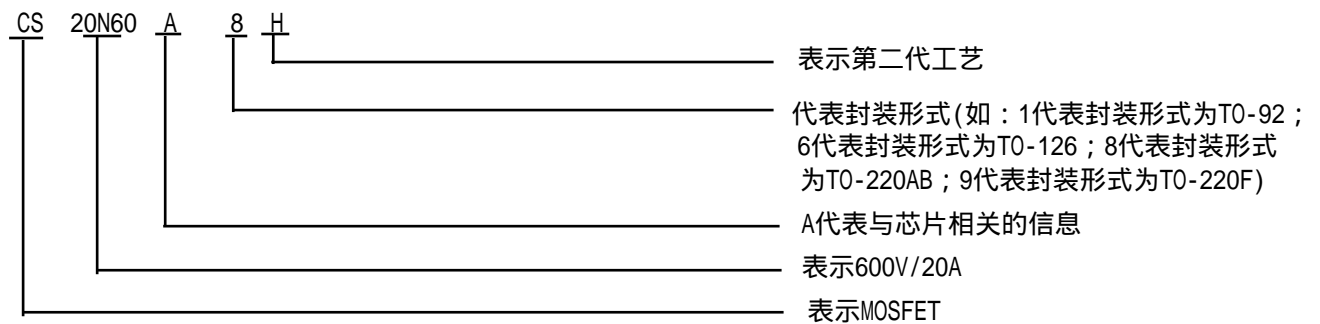 CS 20N60 A 8 H
表示第二代工艺
代表封装形式(如：1代表封装形式为TO-92；
6代表封装形式为TO-126；8代表封装形式
为TO-220AB；9代表封装形式为TO-220F)
A代表与芯片相关的信息
表示600V/20A
表示MOSFET